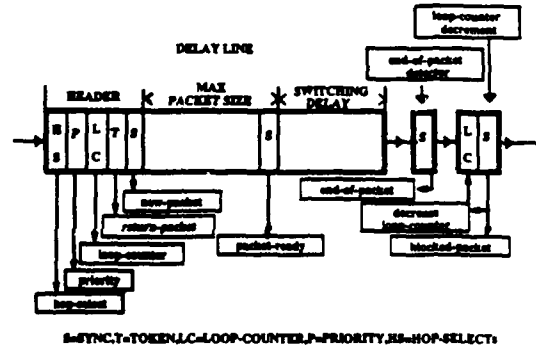 loop-counter
decrement
DELAY LINE
end-of-packet
detector
HEADER
MAX
PACKET SIZE
SWITCHING
DELAY
H
S
P
L
C
T
S
S
S
L
C
S
new-packet
return-packet
loop-counter
priority
hop-select
packet-ready
end-of-packet
decrement
loop-counter
blocked-packet
S=SYNC,T=TOKEN,LC=LOOP-COUNTER,P=PRIORITY,HS=HOP-SELECT